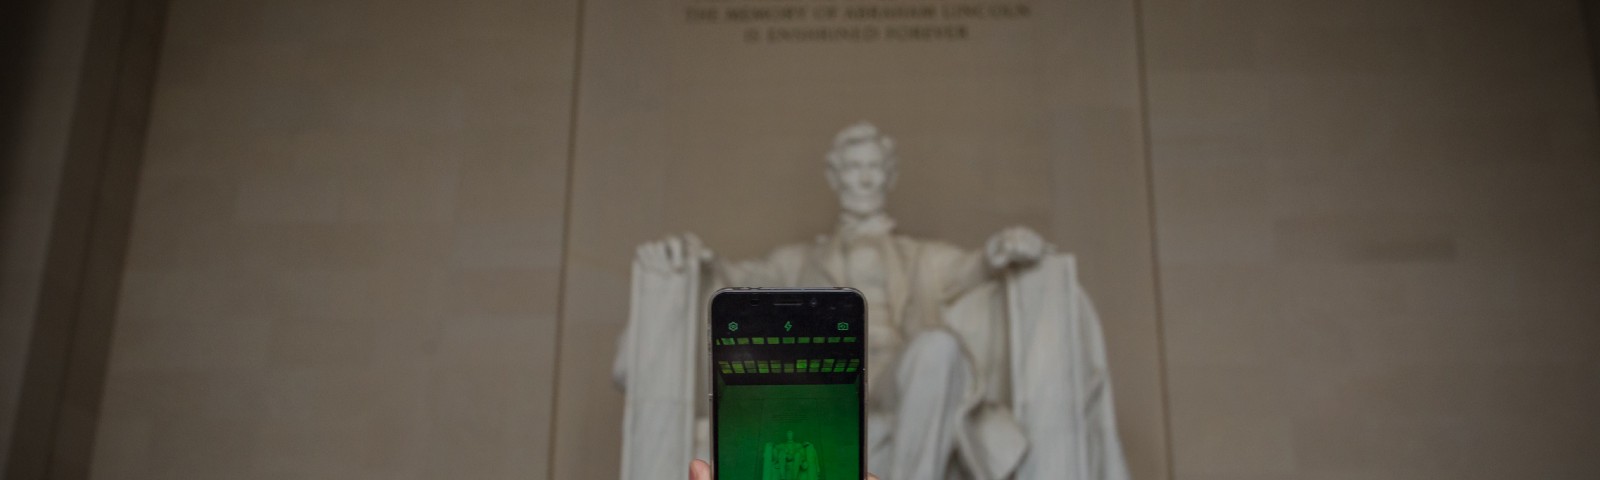 THE MEMORY OF ABRAHAM LINCOLN
IS ENSHRINED FOREVER